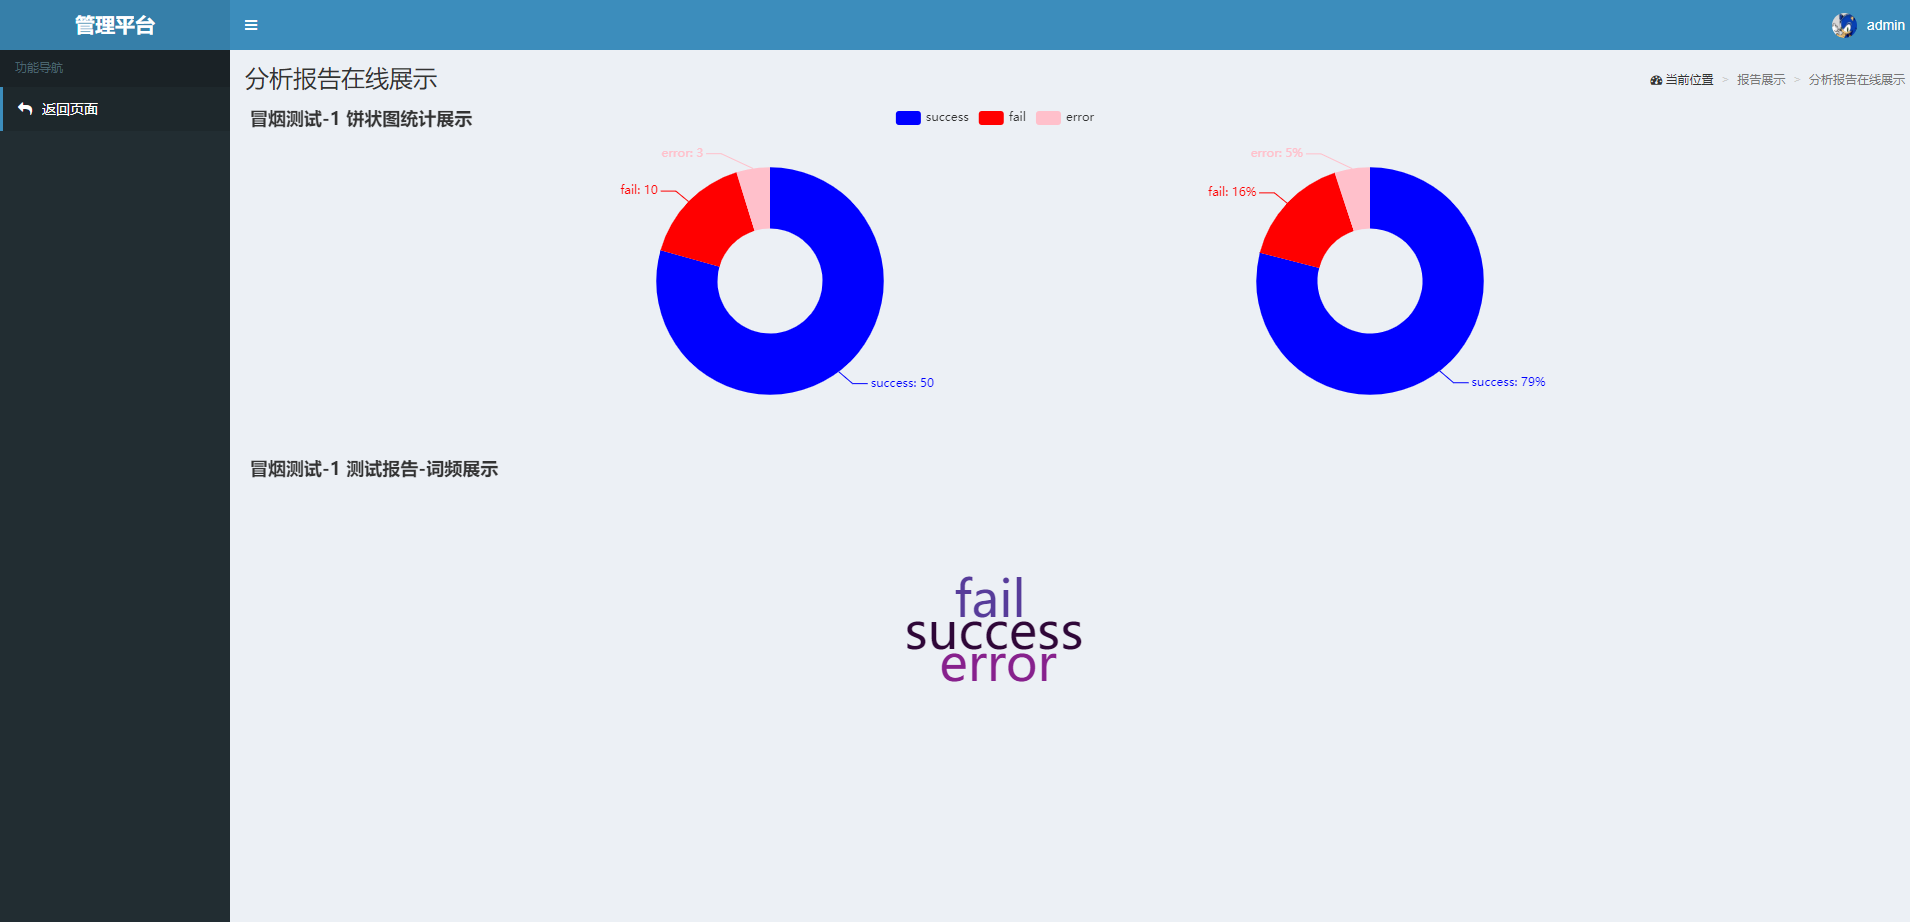 管理平台
admin
功能导航
返回页面
分析报告在线展示
当前位置 > 报告展示 > 分析报告在线展示
冒烟测试-1 饼状图统计展示
success fail error
error: 3
fail: 10
success: 50
error: 5%
fail: 16%
success: 79%
冒烟测试-1 测试报告-词频展示
fail
success
error